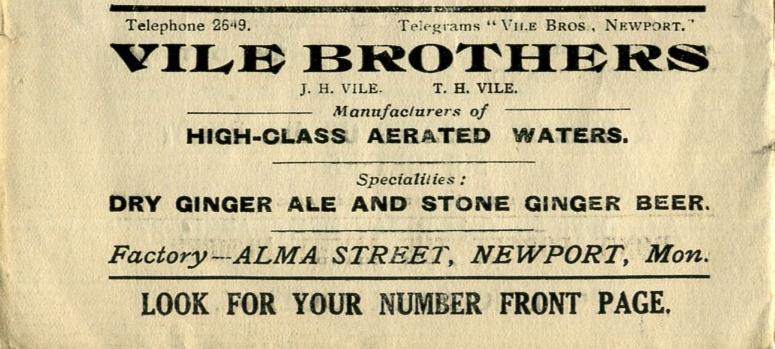 Telephone 2649. Telegrams "VILE BROS., NEWPORT."
VILE BROTHERS
J. H. VILE. T. H. VILE.
Manufacturers of
HIGH-CLASS AERATED WATERS.
Specialities:
DRY GINGER ALE AND STONE GINGER BEER.
Factory—ALMA STREET, NEWPORT, Mon.
LOOK FOR YOUR NUMBER FRONT PAGE.